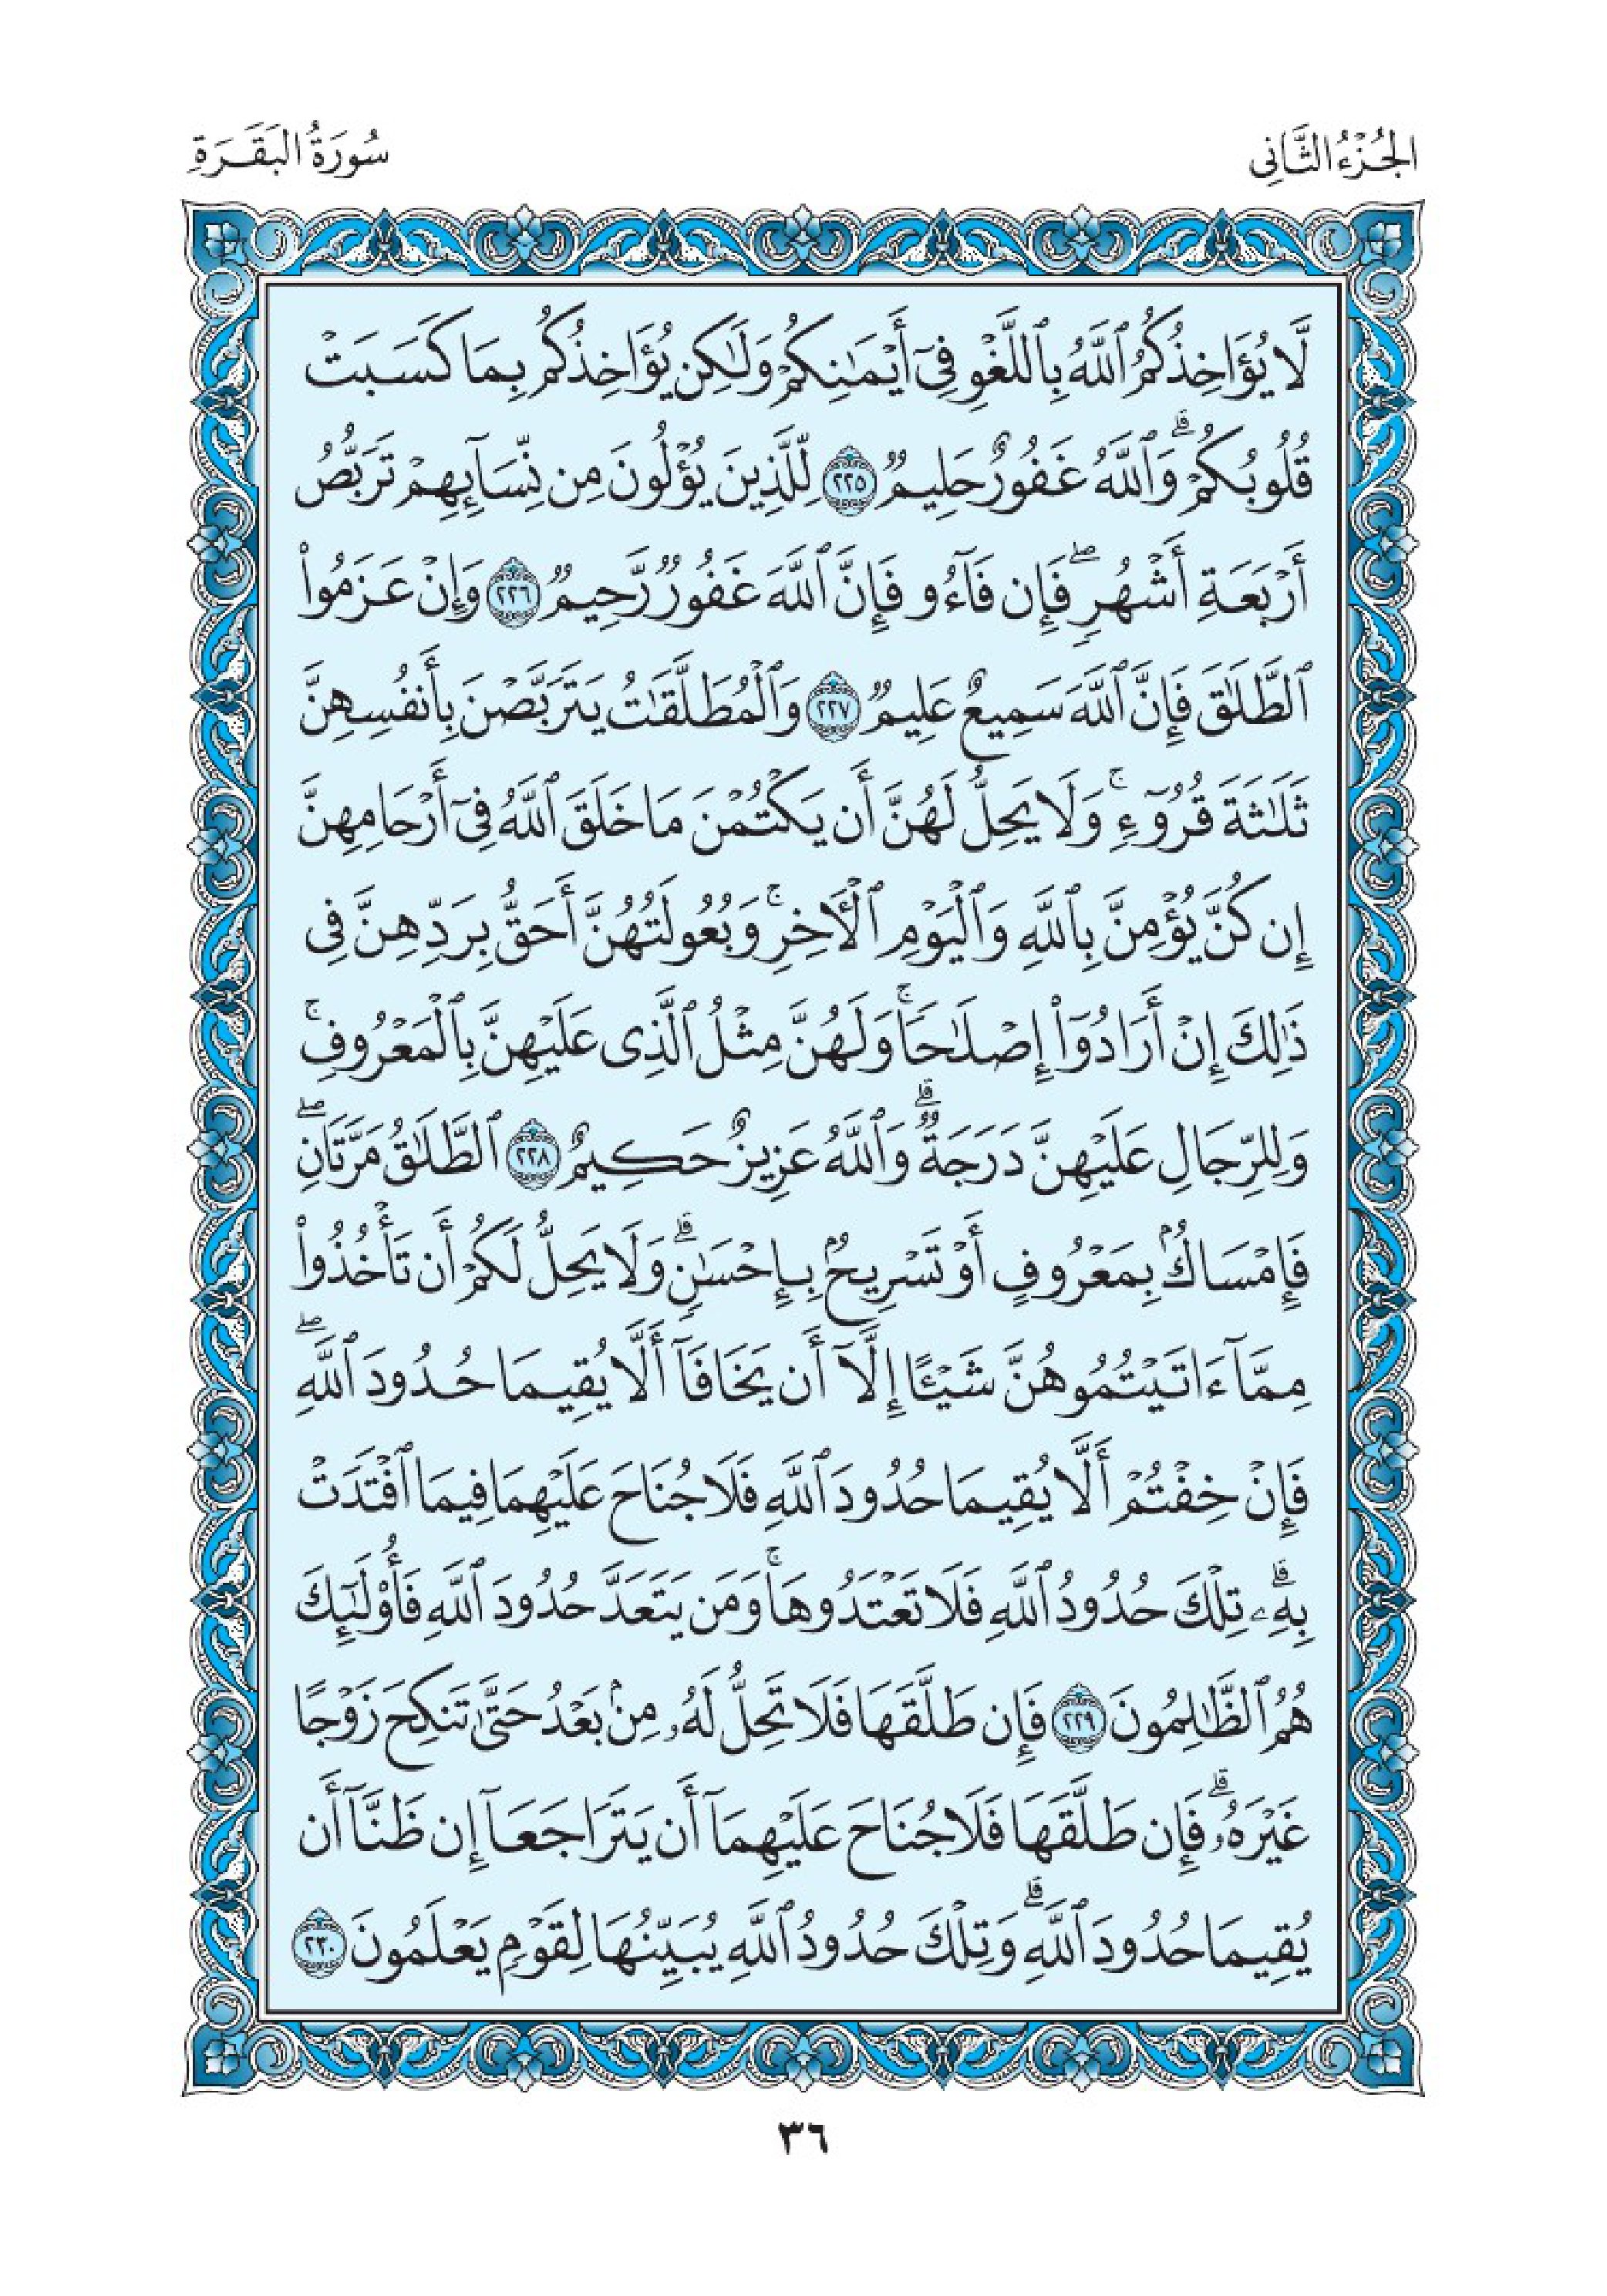 الجُزْءُ الثَّانِي
سُورَةُ البَقَرَةِ
لَّا يُؤَاخِذُكُمُ ٱللَّهُ بِٱللَّغْوِ فِىٓ أَيْمَـٰنِكُمْ وَلَـٰكِن يُؤَاخِذُكُم بِمَا كَسَبَتْ
قُلُوبُكُمْ ۗ وَٱللَّهُ غَفُورٌ حَلِيمٌ ٢٢٥ لِّلَّذِينَ يُؤْلُونَ مِن نِّسَآئِهِمْ تَرَبُّصُ
أَرْبَعَةِ أَشْهُرٍ ۖ فَإِن فَآءُو فَإِنَّ ٱللَّهَ غَفُورٌ رَّحِيمٌ ٢٢٦ وَإِنْ عَزَمُوا۟
ٱلطَّلَـٰقَ فَإِنَّ ٱللَّهَ سَمِيعٌ عَلِيمٌ ٢٢٧ وَٱلْمُطَلَّقَـٰتُ يَتَرَبَّصْنَ بِأَنفُسِهِنَّ
ثَلَـٰثَةَ قُرُوٓءٍ ۚ وَلَا يَحِلُّ لَهُنَّ أَن يَكْتُمْنَ مَا خَلَقَ ٱللَّهُ فِىٓ أَرْحَامِهِنَّ
إِن كُنَّ يُؤْمِنَّ بِٱللَّهِ وَٱلْيَوْمِ ٱلْـَٔاخِرِ ۚ وَبُعُولَتُهُنَّ أَحَقُّ بِرَدِّهِنَّ فِى
ذَٰلِكَ إِنْ أَرَادُوٓا۟ إِصْلَـٰحًا ۚ وَلَهُنَّ مِثْلُ ٱلَّذِى عَلَيْهِنَّ بِٱلْمَعْرُوفِ ۚ
وَلِلرِّجَالِ عَلَيْهِنَّ دَرَجَةٌ ۗ وَٱللَّهُ عَزِيزٌ حَكِيمٌ ٢٢٨ ٱلطَّلَـٰقُ مَرَّتَانِ ۖ
فَإِمْسَاكٌۢ بِمَعْرُوفٍ أَوْ تَسْرِيحٌۢ بِإِحْسَـٰنٍ ۗ وَلَا يَحِلُّ لَكُمْ أَن تَأْخُذُوا۟
مِمَّآ ءَاتَيْتُمُوهُنَّ شَيْـًٔا إِلَّآ أَن يَخَافَآ أَلَّا يُقِيمَا حُدُودَ ٱللَّهِ ۖ
فَإِنْ خِفْتُمْ أَلَّا يُقِيمَا حُدُودَ ٱللَّهِ فَلَا جُنَاحَ عَلَيْهِمَا فِيمَا ٱفْتَدَتْ
بِهِۦ ۗ تِلْكَ حُدُودُ ٱللَّهِ فَلَا تَعْتَدُوهَا ۚ وَمَن يَتَعَدَّ حُدُودَ ٱللَّهِ فَأُو۟لَـٰٓئِكَ
هُمُ ٱلظَّـٰلِمُونَ ٢٢٩ فَإِن طَلَّقَهَا فَلَا تَحِلُّ لَهُۥ مِنۢ بَعْدُ حَتَّىٰ تَنكِحَ زَوْجًا
غَيْرَهُۥ ۗ فَإِن طَلَّقَهَا فَلَا جُنَاحَ عَلَيْهِمَآ أَن يَتَرَاجَعَآ إِن ظَنَّآ أَن
يُقِيمَا حُدُودَ ٱللَّهِ ۗ وَتِلْكَ حُدُودُ ٱللَّهِ يُبَيِّنُهَا لِقَوْمٍ يَعْلَمُونَ ٢٣٠
٣٦